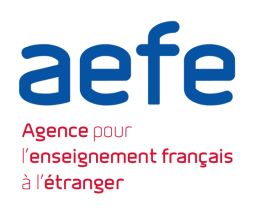 aefe
Agence pour
l'enseignement français
à l'étranger